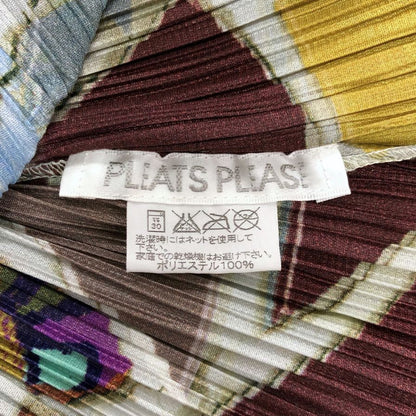 PLEATS PLEASE
30
洗濯時にはネットを使用して
下さい。
家庭での乾燥機はお避け下さい。
ポリエステル100%